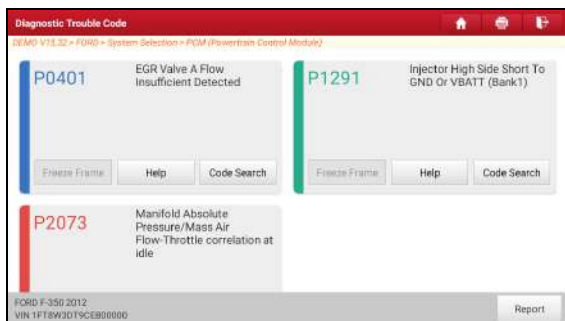 Diagnostic Trouble Code
DEMO V15.32 > FORD > System Selection > PCM (Powertrain Control Module)
P0401
EGR Valve A Flow
Insufficient Detected
Freeze Frame
Help
Code Search
P1291
Injector High Side Short To
GND Or VBATT (Bank1)
Freeze Frame
Help
Code Search
P2073
Manifold Absolute
Pressure/Mass Air
Flow-Throttle correlation at
idle
FORD F-350 2012
VIN 1FT8W3DT9CEB00000
Report